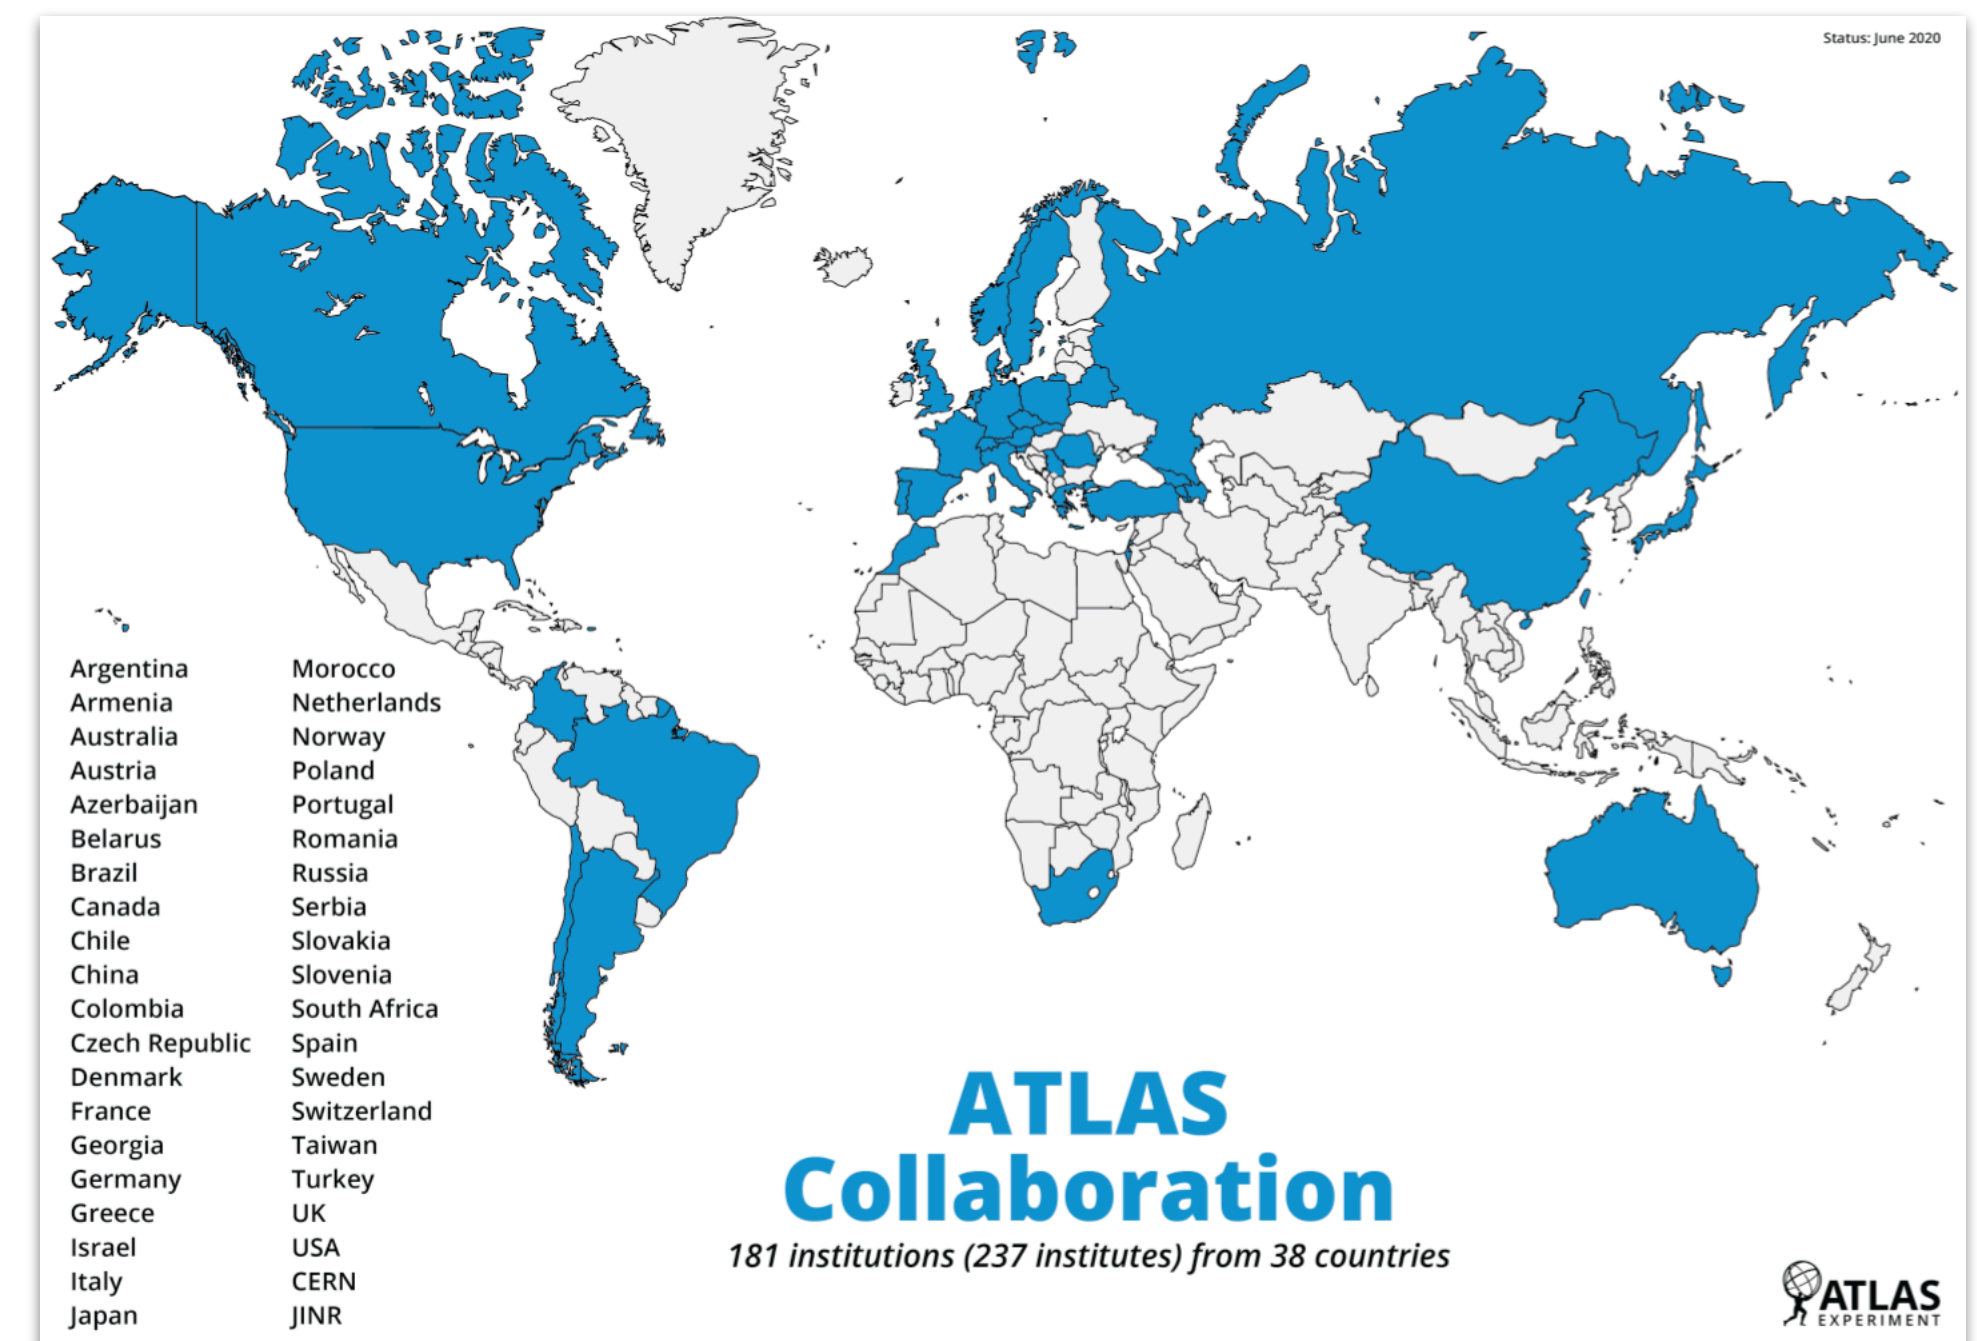 Status: June 2020
Argentina
Armenia
Australia
Austria
Azerbaijan
Belarus
Brazil
Canada
Chile
China
Colombia
Czech Republic
Denmark
France
Georgia
Germany
Greece
Israel
Italy
Japan
Morocco
Netherlands
Norway
Poland
Portugal
Romania
Russia
Serbia
Slovakia
Slovenia
South Africa
Spain
Sweden
Switzerland
Taiwan
Turkey
UK
USA
CERN
JINR
ATLAS
Collaboration
181 institutions (237 institutes) from 38 countries
ATLAS
EXPERIMENT